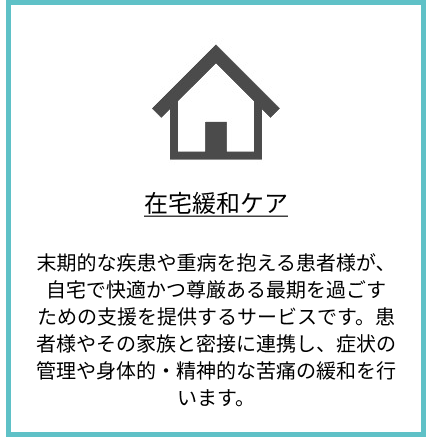 在宅緩和ケア
末期的な疾患や重病を抱える患者様が、
自宅で快適かつ尊厳ある最期を過ごす
ための支援を提供するサービスです。患
者様やその家族と密接に連携し、症状の
管理や身体的・精神的な苦痛の緩和を行
います。